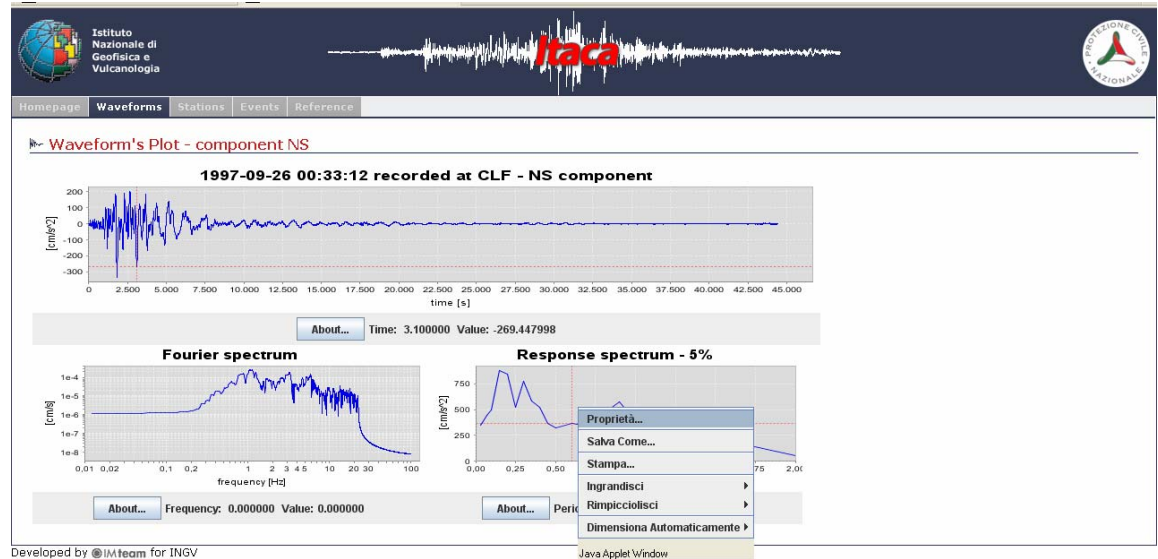 Istituto
Nazionale di
Geofisica e
Vulcanologia
Itaca
PROTEZIONE CIVILE
NAZIONALE
Homepage Waveforms Stations Events Reference
Waveform's Plot - component NS
1997-09-26 00:33:12 recorded at CLF - NS component
[cm/s^2]
200
100
0
-100
-200
-300
0 2.500 5.000 7.500 10.000 12.500 15.000 17.500 20.000 22.500 25.000 27.500 30.000 32.500 35.000 37.500 40.000 42.500 45.000
time [s]
About... Time: 3.100000 Value: -269.447998
Fourier spectrum
[cm/s]
1e-4
1e-5
1e-6
1e-7
1e-8
0,01 0,02 0,1 0,2 1 2 3 4 5 10 20 30 100
frequency [Hz]
About... Frequency: 0.000000 Value: 0.000000
Response spectrum - 5%
[cm/s^2]
750
500
250
0
0,00 0,25 0,50 75 2,00
About... Perio
Proprietà...
Salva Come...
Stampa...
Ingrandisci
Rimpicciolisci
Dimensiona Automaticamente
Java Applet Window
Developed by IMteam for INGV